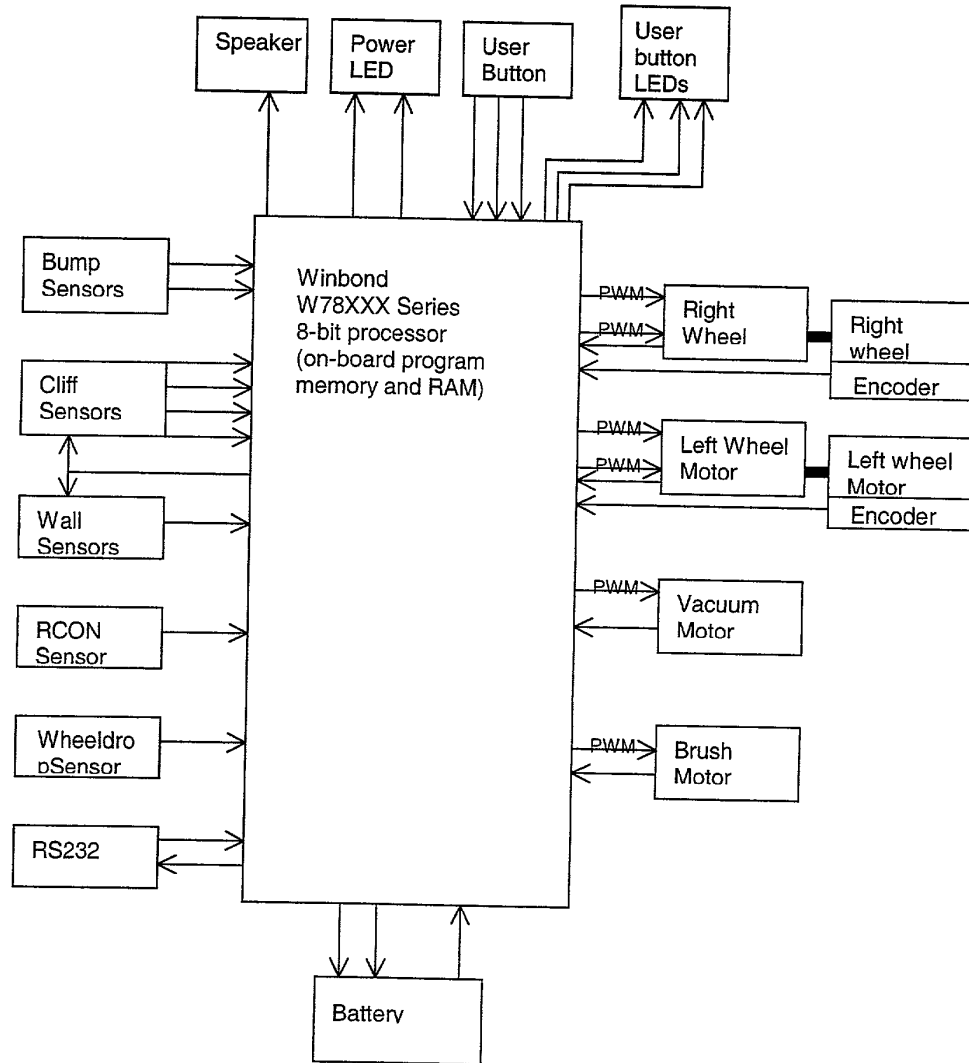 Speaker
Power
LED
User
Button
User
button
LEDs
Bump
Sensors
Winbond
W78XXX Series
8-bit processor
(on-board program
memory and RAM)
PWM
PWM
Right
Wheel
Right
wheel
Encoder
Cliff
Sensors
PWM
PWM
Left Wheel
Motor
Left wheel
Motor
Encoder
Wall
Sensors
PWM
Vacuum
Motor
RCON
Sensor
Wheeldro
pSensor
PWM
Brush
Motor
RS232
Battery